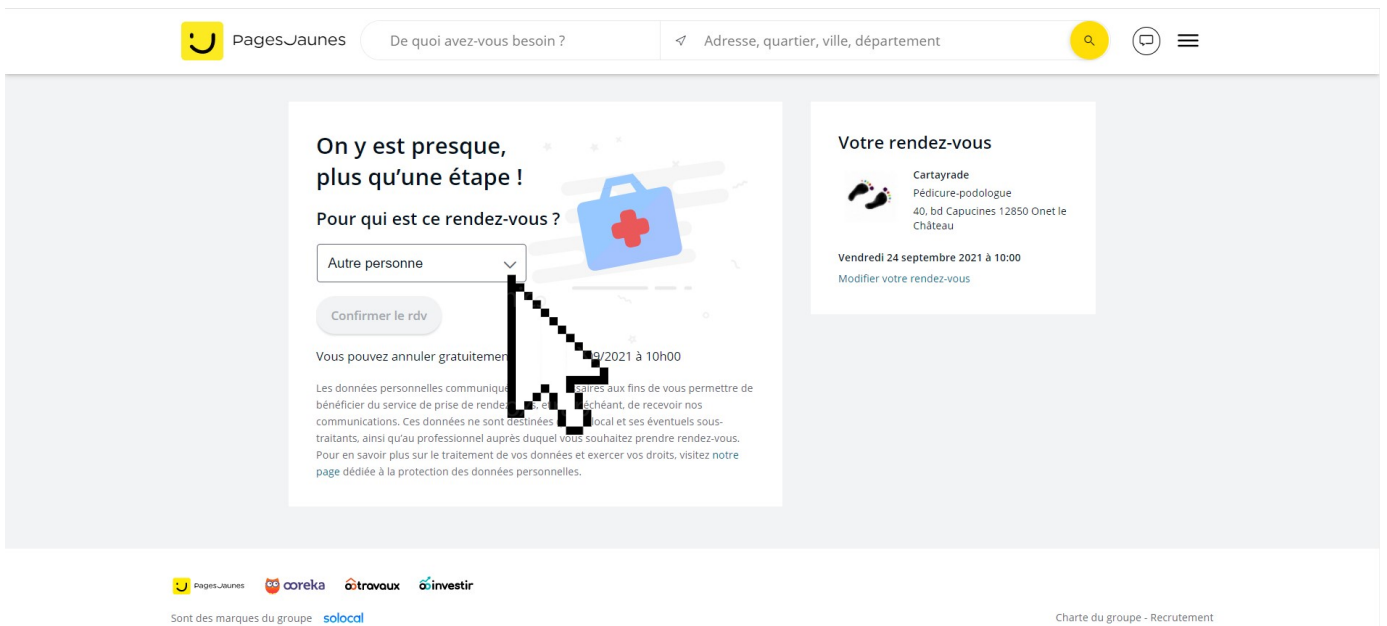 PagesJaunes
De quoi avez-vous besoin ?
Adresse, quartier, ville, département
On y est presque,
plus qu'une étape !
Pour qui est ce rendez-vous ?
Autre personne
Confirmer le rdv
Vous pouvez annuler gratuitemen 09/2021 à 10h00
Les données personnelles communiqué saires aux fins de vous permettre de
bénéficier du service de prise de rendez s, et échéant, de recevoir nos
communications. Ces données ne sont destinées local et ses éventuels sous-
traitants, ainsi qu'au professionnel auprès duquel vous souhaitez prendre rendez-vous.
Pour en savoir plus sur le traitement de vos données et exercer vos droits, visitez notre
page dédiée à la protection des données personnelles.
Votre rendez-vous
Cartayrade
Pédicure-podologue
40, bd Capucines 12850 Onet le
Château
Vendredi 24 septembre 2021 à 10:00
Modifier votre rendez-vous
PagesJaunes ooreka travaux investir
Sont des marques du groupe solocal
Charte du groupe - Recrutement